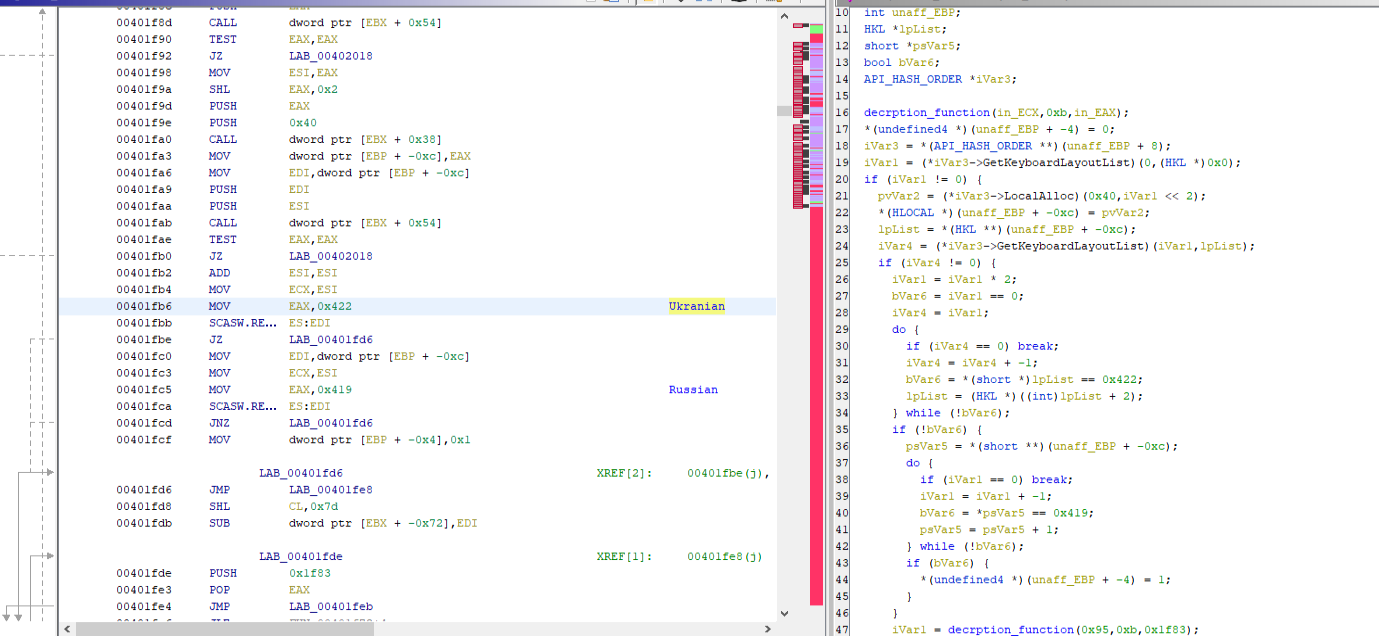 00401f8d CALL dword ptr [EBX + 0x54]
00401f90 TEST EAX,EAX
00401f92 JZ LAB_00402018
00401f98 MOV ESI,EAX
00401f9a SHL EAX,0x2
00401f9d PUSH EAX
00401f9e PUSH 0x40
00401fa0 CALL dword ptr [EBX + 0x38]
00401fa3 MOV dword ptr [EBP + -0xc],EAX
00401fa6 MOV EDI,dword ptr [EBP + -0xc]
00401fa9 PUSH EDI
00401faa PUSH ESI
00401fab CALL dword ptr [EBX + 0x54]
00401fae TEST EAX,EAX
00401fb0 JZ LAB_00402018
00401fb2 ADD ESI,ESI
00401fb4 MOV ECX,ESI
00401fb6 MOV EAX,0x422 Ukranian
00401fbb SCASW.RE... ES:EDI
00401fbe JZ LAB_00401fd6
00401fc0 MOV EDI,dword ptr [EBP + -0xc]
00401fc3 MOV ECX,ESI
00401fc5 MOV EAX,0x419 Russian
00401fca SCASW.RE... ES:EDI
00401fcd JNZ LAB_00401fd6
00401fcf MOV dword ptr [EBP + -0x4],0x1
LAB_00401fd6 XREF[2]: 00401fbe(j),
00401fd6 JMP LAB_00401fe8
00401fd8 SHL CL,0x7d
00401fdb SUB dword ptr [EBX + -0x72],EDI
LAB_00401fde XREF[1]: 00401fe8(j)
00401fde PUSH 0x1f83
00401fe3 POP EAX
00401fe4 JMP LAB_00401feb
10 int unaff_EBP;
11 HKL *lpList;
12 short *psVar5;
13 bool bVar6;
14 API_HASH_ORDER *iVar3;
15
16 decrption_function(in_ECX,0xb,in_EAX);
17 *(undefined4 *)(unaff_EBP + -4) = 0;
18 iVar3 = *(API_HASH_ORDER **)(unaff_EBP + 8);
19 iVar1 = (*iVar3->GetKeyboardLayoutList)(0,(HKL *)0x0);
20 if (iVar1 != 0) {
21 pvVar2 = (*iVar3->LocalAlloc)(0x40,iVar1 << 2);
22 *(HLOCAL *)(unaff_EBP + -0xc) = pvVar2;
23 lpList = *(HKL **)(unaff_EBP + -0xc);
24 iVar4 = (*iVar3->GetKeyboardLayoutList)(iVar1,lpList);
25 if (iVar4 != 0) {
26 iVar1 = iVar1 * 2;
27 bVar6 = iVar1 == 0;
28 iVar4 = iVar1;
29 do {
30 if (iVar4 == 0) break;
31 iVar4 = iVar4 + -1;
32 bVar6 = *(short *)lpList == 0x422;
33 lpList = (HKL *)((int)lpList + 2);
34 } while (!bVar6);
35 if (!bVar6) {
36 psVar5 = *(short **)(unaff_EBP + -0xc);
37 do {
38 if (iVar1 == 0) break;
39 iVar1 = iVar1 + -1;
40 bVar6 = *psVar5 == 0x419;
41 psVar5 = psVar5 + 1;
42 } while (!bVar6);
43 if (bVar6) {
44 *(undefined4 *)(unaff_EBP + -4) = 1;
45 }
46 }
47 iVar1 = decrption_function(0x95,0xb,0x1f83);